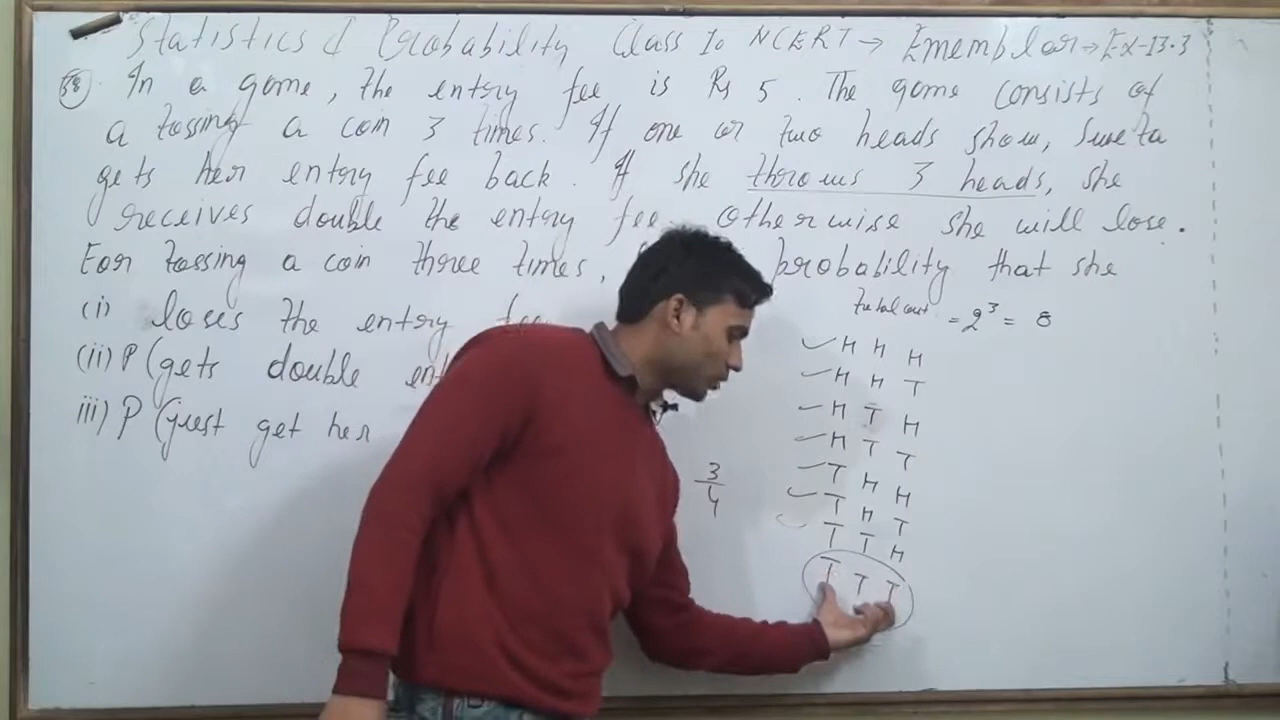 Statistics & Probability Class 10 NCERT → Exemplar → Ex-13.3
38. In a game, the entry fee is Rs 5. The game consists of
a tossing a coin 3 times. If one or two heads show, Sweta
gets her entry fee back. If she throws 3 heads, she
receives double the entry fee. Otherwise she will lose.
For tossing a coin three times, probability that she
(i) loses the entry fee
(ii) P(gets double ent
iii) P(just get her
3/4
Total out = 2³ = 8
H H H
H H T
H T H
H T T
T H H
T H T
T T H
T T T